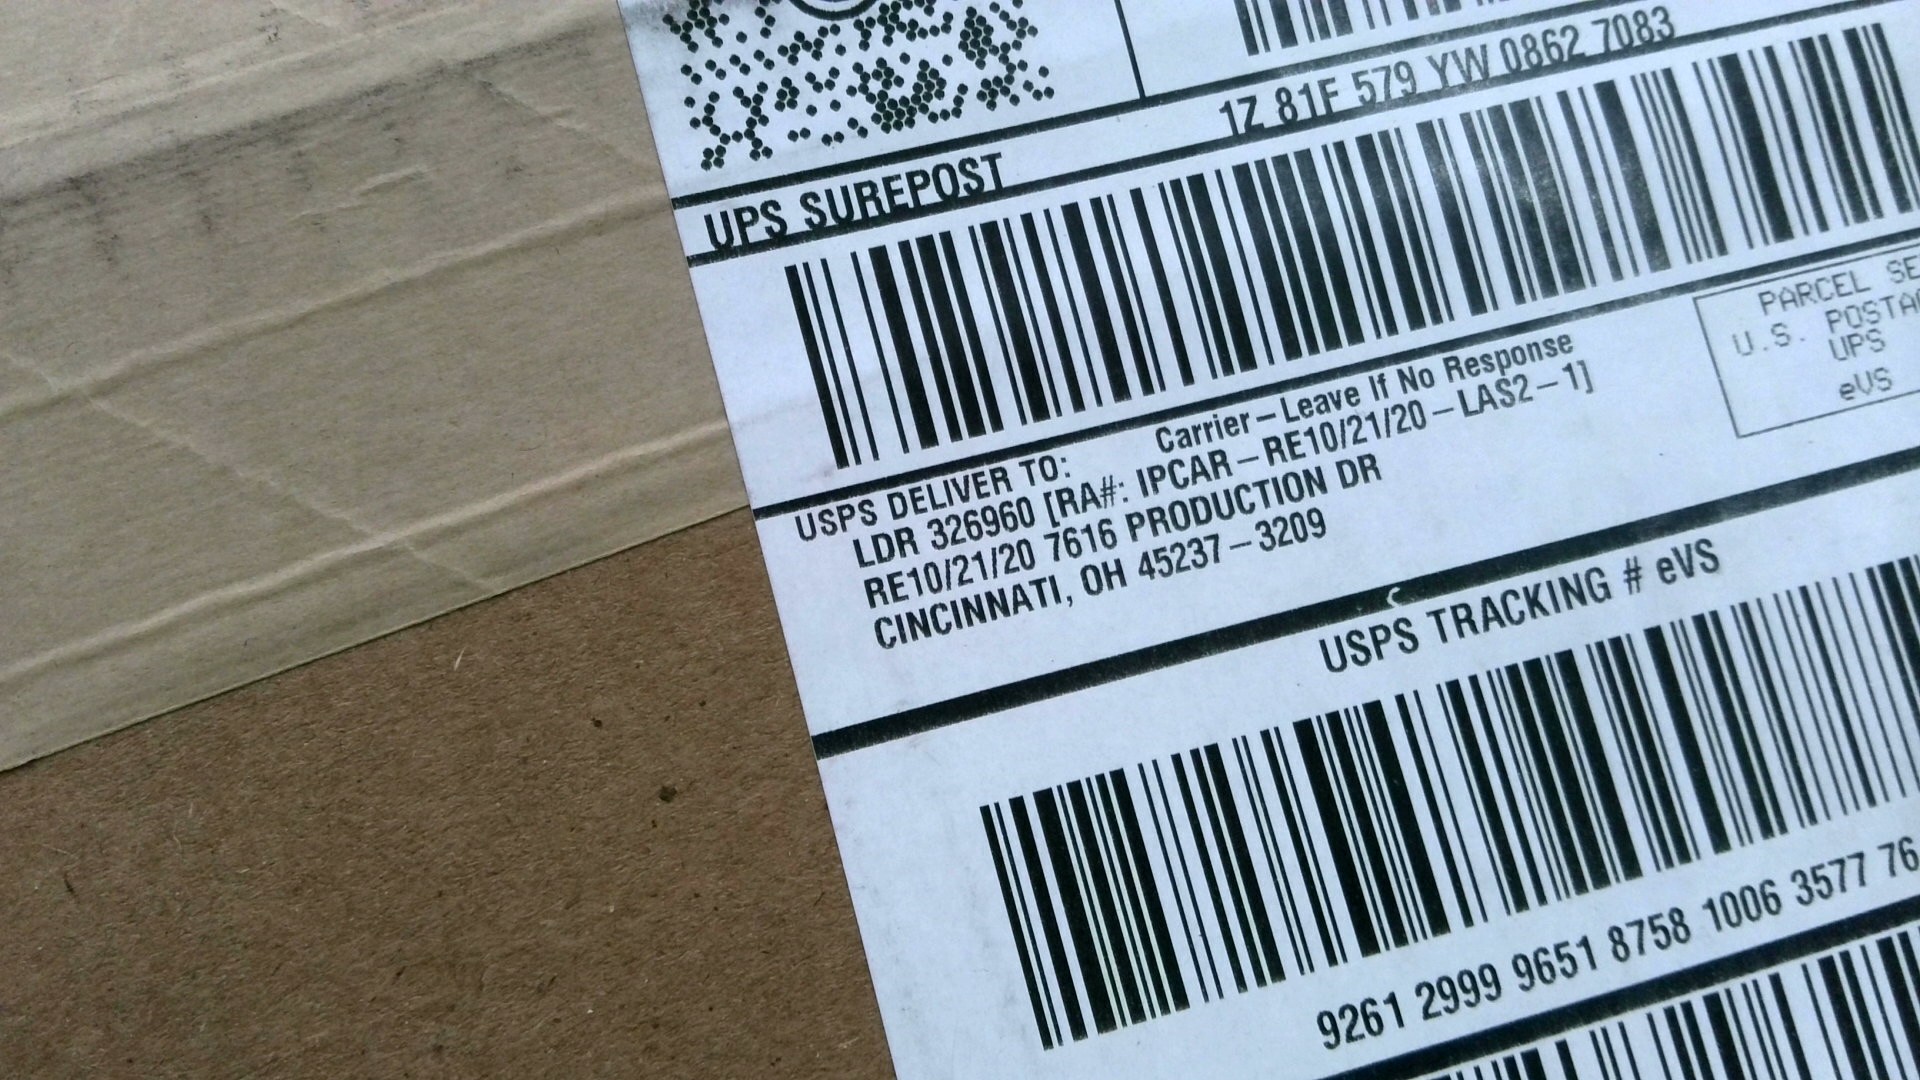 1Z 81F 579 YW 0862 7083
UPS SUREPOST
PARCEL SE
U.S. POSTA
UPS
eVS
Carrier–Leave If No Response
USPS DELIVER TO:
LDR 326960 [RA#: IPCAR–RE10/21/20–LAS2–1]
RE10/21/20 7616 PRODUCTION DR
CINCINNATI, OH 45237–3209
USPS TRACKING # eVS
9261 2999 9651 8758 1006 3577 76